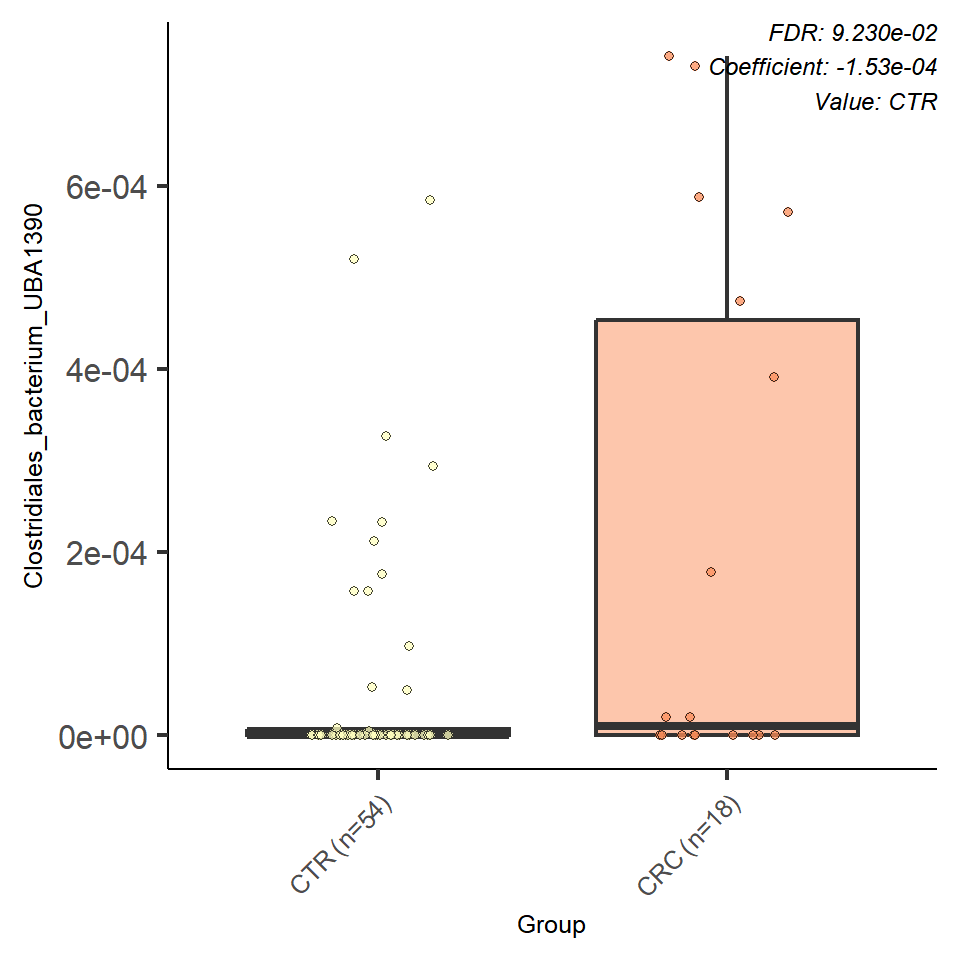 FDR: 9.230e-02
Coefficient: -1.53e-04
Value: CTR
6e-04
4e-04
2e-04
0e+00
Clostridiales_bacterium_UBA1390
CTR (n=54)
CRC (n=18)
Group